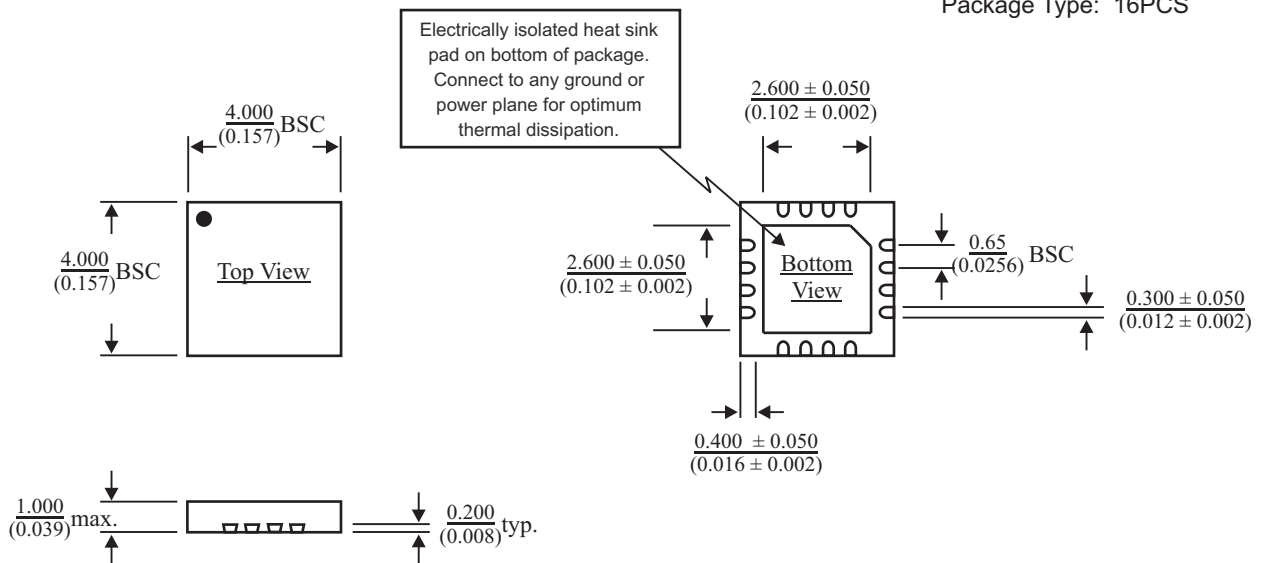 Package Type: 16PCS
Electrically isolated heat sink
pad on bottom of package.
Connect to any ground or
power plane for optimum
thermal dissipation.
4.000
(0.157)
BSC
2.600 ± 0.050
(0.102 ± 0.002)
4.000
(0.157)
BSC
Top View
2.600 ± 0.050
(0.102 ± 0.002)
Bottom
View
0.65
(0.0256)
BSC
0.300 ± 0.050
(0.012 ± 0.002)
0.400 ± 0.050
(0.016 ± 0.002)
1.000
(0.039)
max.
0.200
(0.008)
typ.